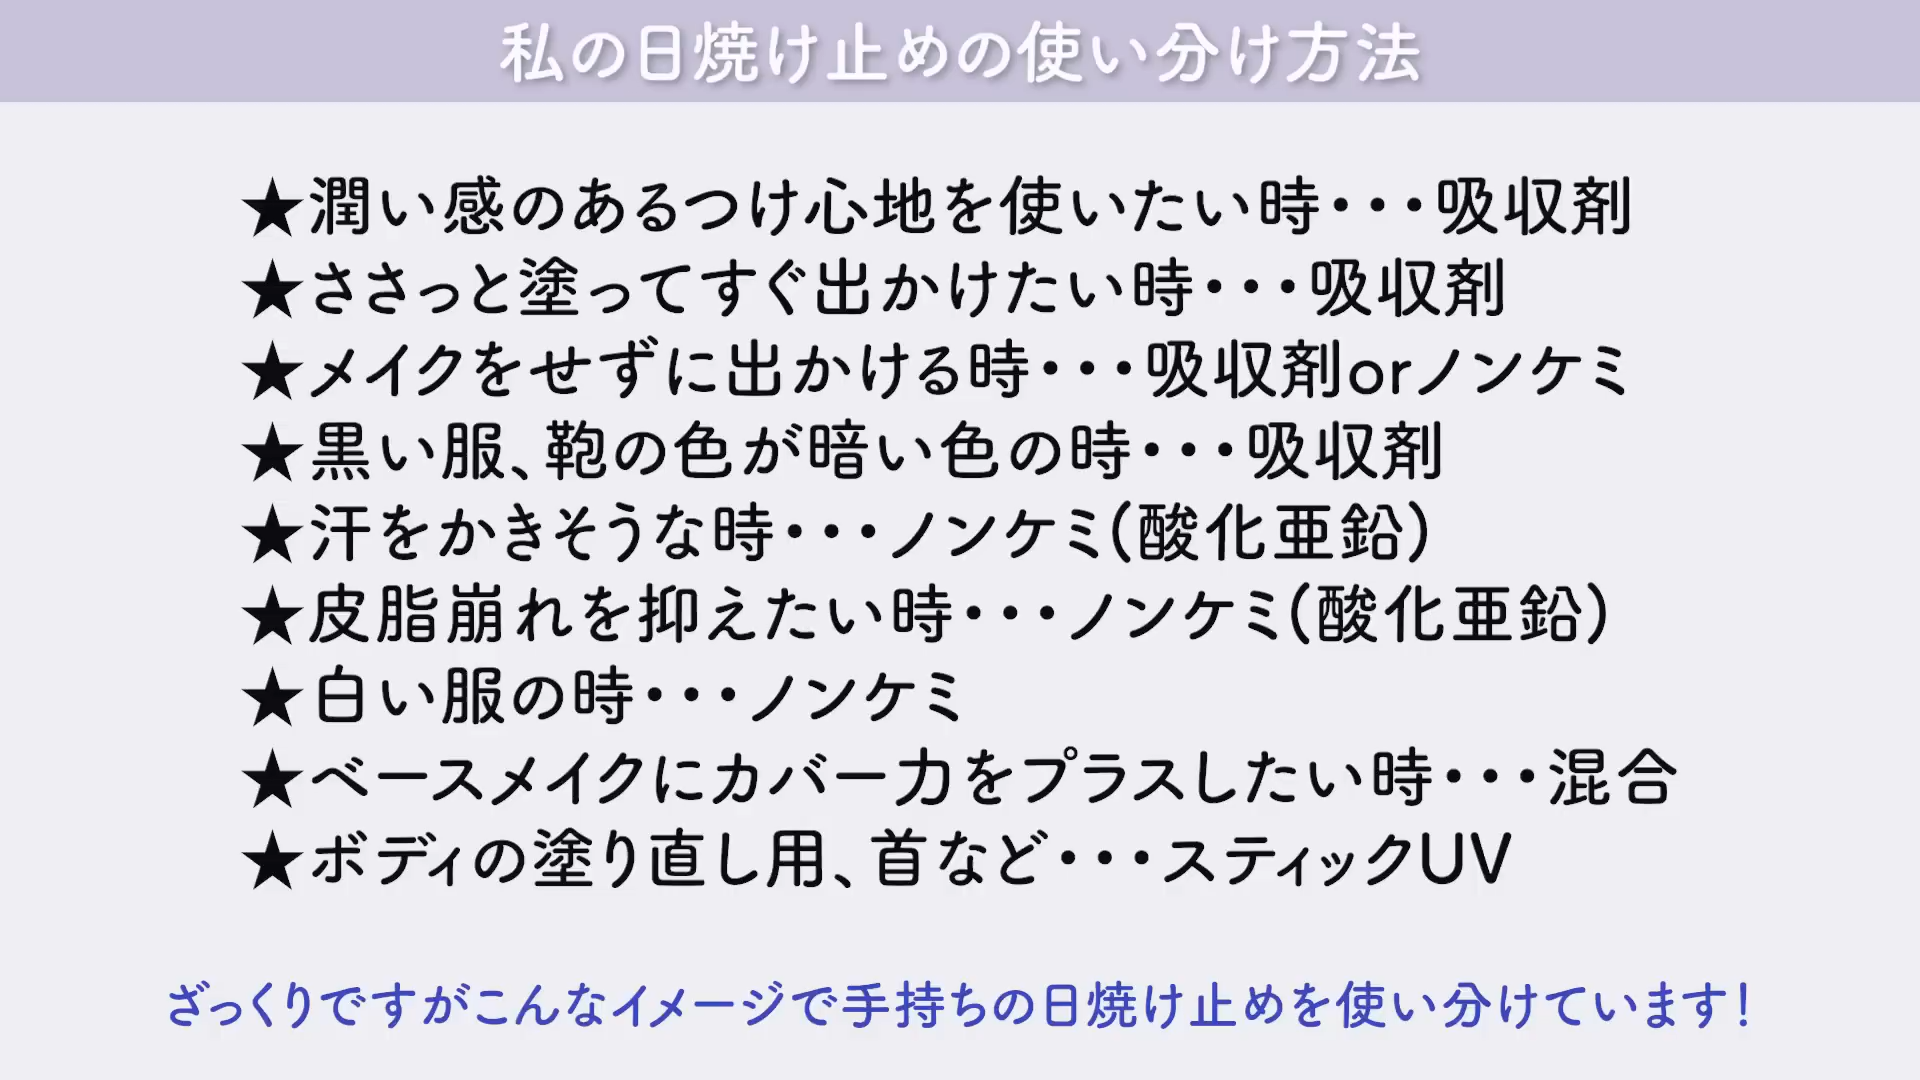 私の日焼け止めの使い分け方法
★潤い感のあるつけ心地を使いたい時・・・吸収剤
★ささっと塗ってすぐ出かけたい時・・・吸収剤
★メイクをせずに出かける時・・・吸収剤orノンケミ
★黒い服、鞄の色が暗い色の時・・・吸収剤
★汗をかきそうな時・・・ノンケミ(酸化亜鉛)
★皮脂崩れを抑えたい時・・・ノンケミ(酸化亜鉛)
★白い服の時・・・ノンケミ
★ベースメイクにカバー力をプラスしたい時・・・混合
★ボディの塗り直し用、首など・・・スティックUV
ざっくりですがこんなイメージで手持ちの日焼け止めを使い分けています!